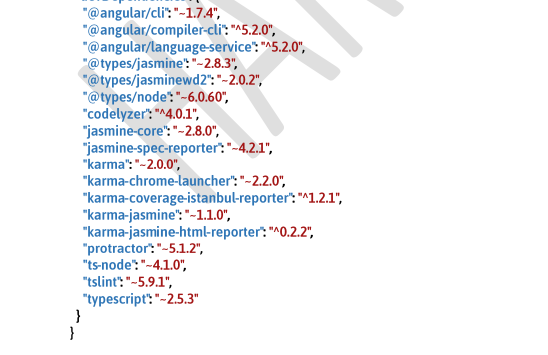 "@angular/cli": "~1.7.4",
"@angular/compiler-cli": "^5.2.0",
"@angular/language-service": "^5.2.0",
"@types/jasmine": "~2.8.3",
"@types/jasminewd2": "~2.0.2",
"@types/node": "~6.0.60",
"codelyzer": "^4.0.1",
"jasmine-core": "~2.8.0",
"jasmine-spec-reporter": "~4.2.1",
"karma": "~2.0.0",
"karma-chrome-launcher": "~2.2.0",
"karma-coverage-istanbul-reporter": "^1.2.1",
"karma-jasmine": "~1.1.0",
"karma-jasmine-html-reporter": "^0.2.2",
"protractor": "~5.1.2",
"ts-node": "~4.1.0",
"tslint": "~5.9.1",
"typescript": "~2.5.3"
}
}